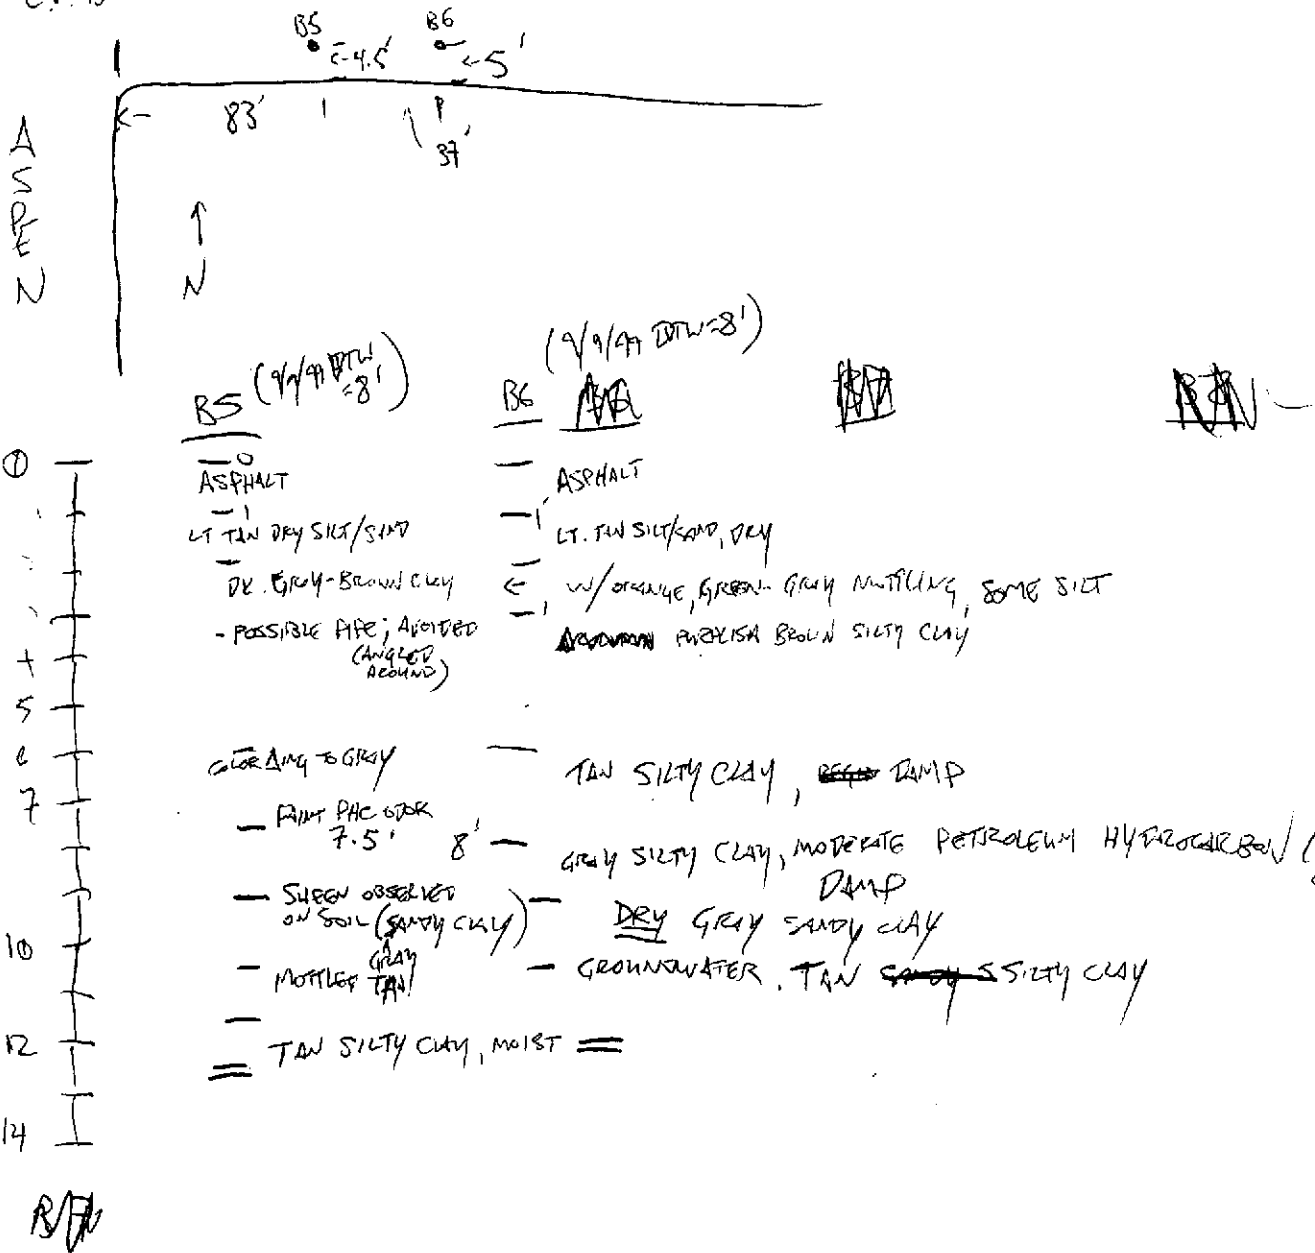 B5
B6
←4.5'
←5'
83'
37'
ASPEN
N
B5 (9/9/99 DTW =8')
B6 (9/9/99 DTW=8')
0
0
ASPHALT
ASPHALT
1
1'
LT TAN DRY SILT/SAND
LT. TAN SILT/SAND, DRY
DK. GRAY-BROWN CLAY
← W/ ORANGE, GREEN-GRAY MOTTLING, SOME SILT
- POSSIBLE PIPE; AVOIDED
(ANGLED
AROUND)
PURPLISH BROWN SILTY CLAY
5
6
TO GRAY
TAN SILTY CLAY, DAMP
7
FAINT PHC ODOR
7.5'
8'
GRAY SILTY CLAY, MODERATE PETROLEUM HYDROCARBON (
DAMP
SHEEN OBSERVED
ON SOIL (SANDY CLAY)
DRY GRAY SANDY CLAY
10
MOTTLED GRAY
TAN
GROUNDWATER. TAN SILTY CLAY
12
TAN SILTY CLAY, MOIST
14